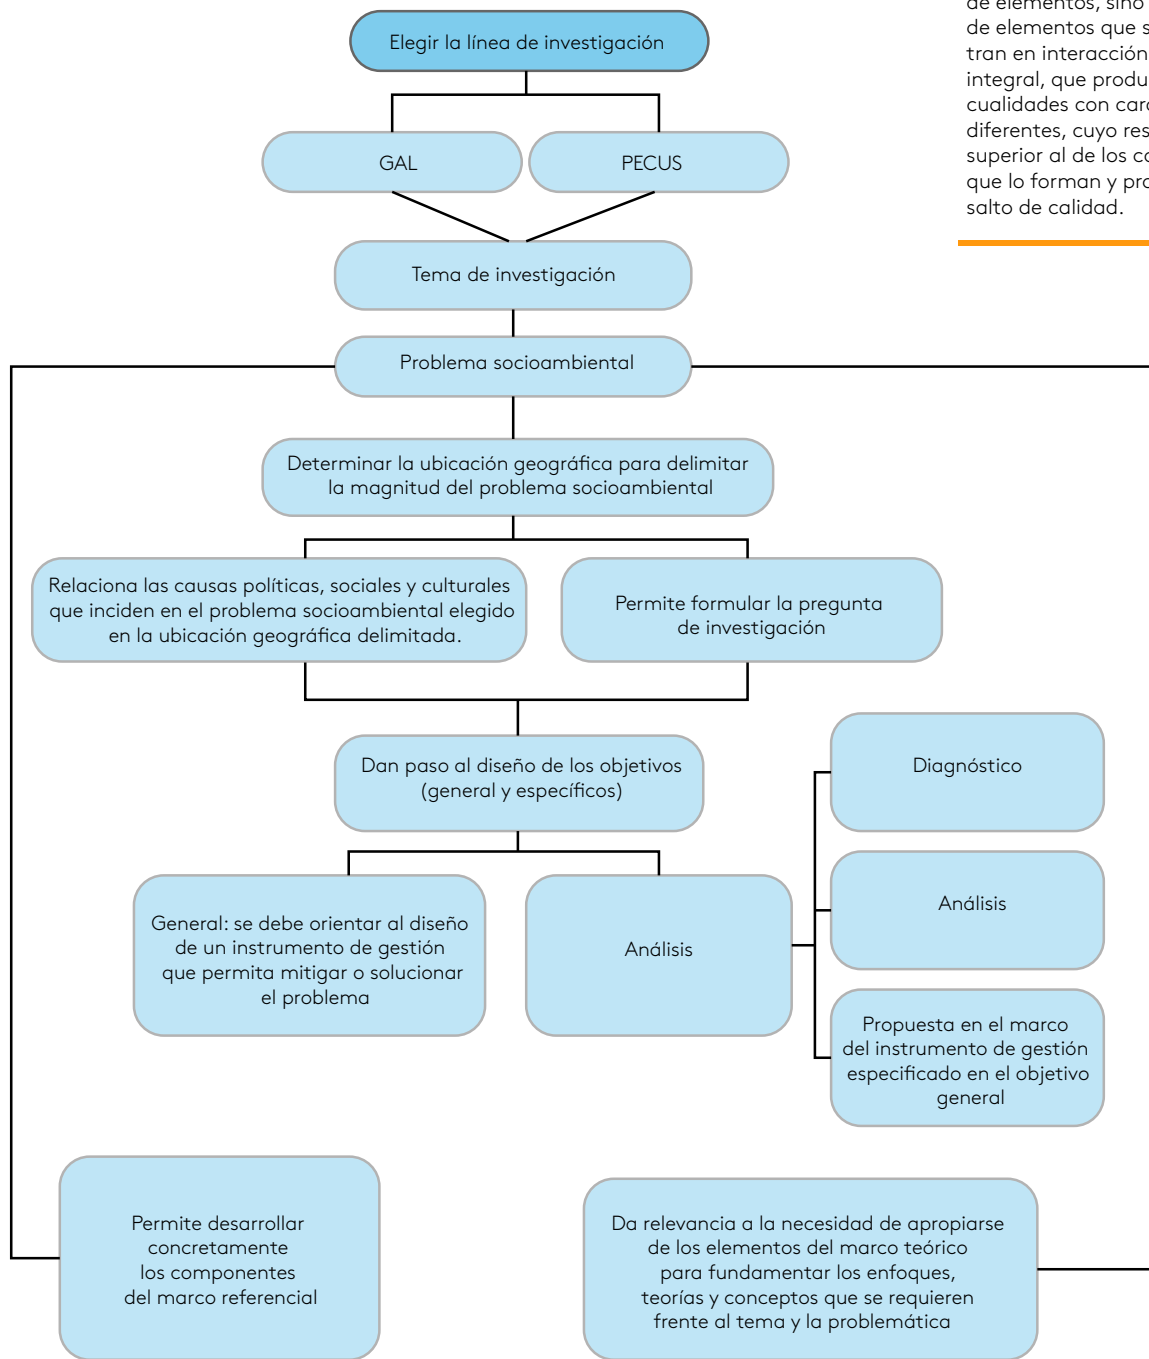 de elementos, sino
de elementos que s
tran en interacción
integral, que produ
cualidades con cará
diferentes, cuyo res
superior al de los co
que lo forman y pro
salto de calidad.
Elegir la línea de investigación
GAL
PECUS
Tema de investigación
Problema socioambiental
Determinar la ubicación geográfica para delimitar
la magnitud del problema socioambiental
Relaciona las causas políticas, sociales y culturales
que inciden en el problema socioambiental elegido
en la ubicación geográfica delimitada.
Permite formular la pregunta
de investigación
Dan paso al diseño de los objetivos
(general y específicos)
General: se debe orientar al diseño
de un instrumento de gestión
que permita mitigar o solucionar
el problema
Análisis
Diagnóstico
Análisis
Propuesta en el marco
del instrumento de gestión
especificado en el objetivo
general
Permite desarrollar
concretamente
los componentes
del marco referencial
Da relevancia a la necesidad de apropiarse
de los elementos del marco teórico
para fundamentar los enfoques,
teorías y conceptos que se requieren
frente al tema y la problemática